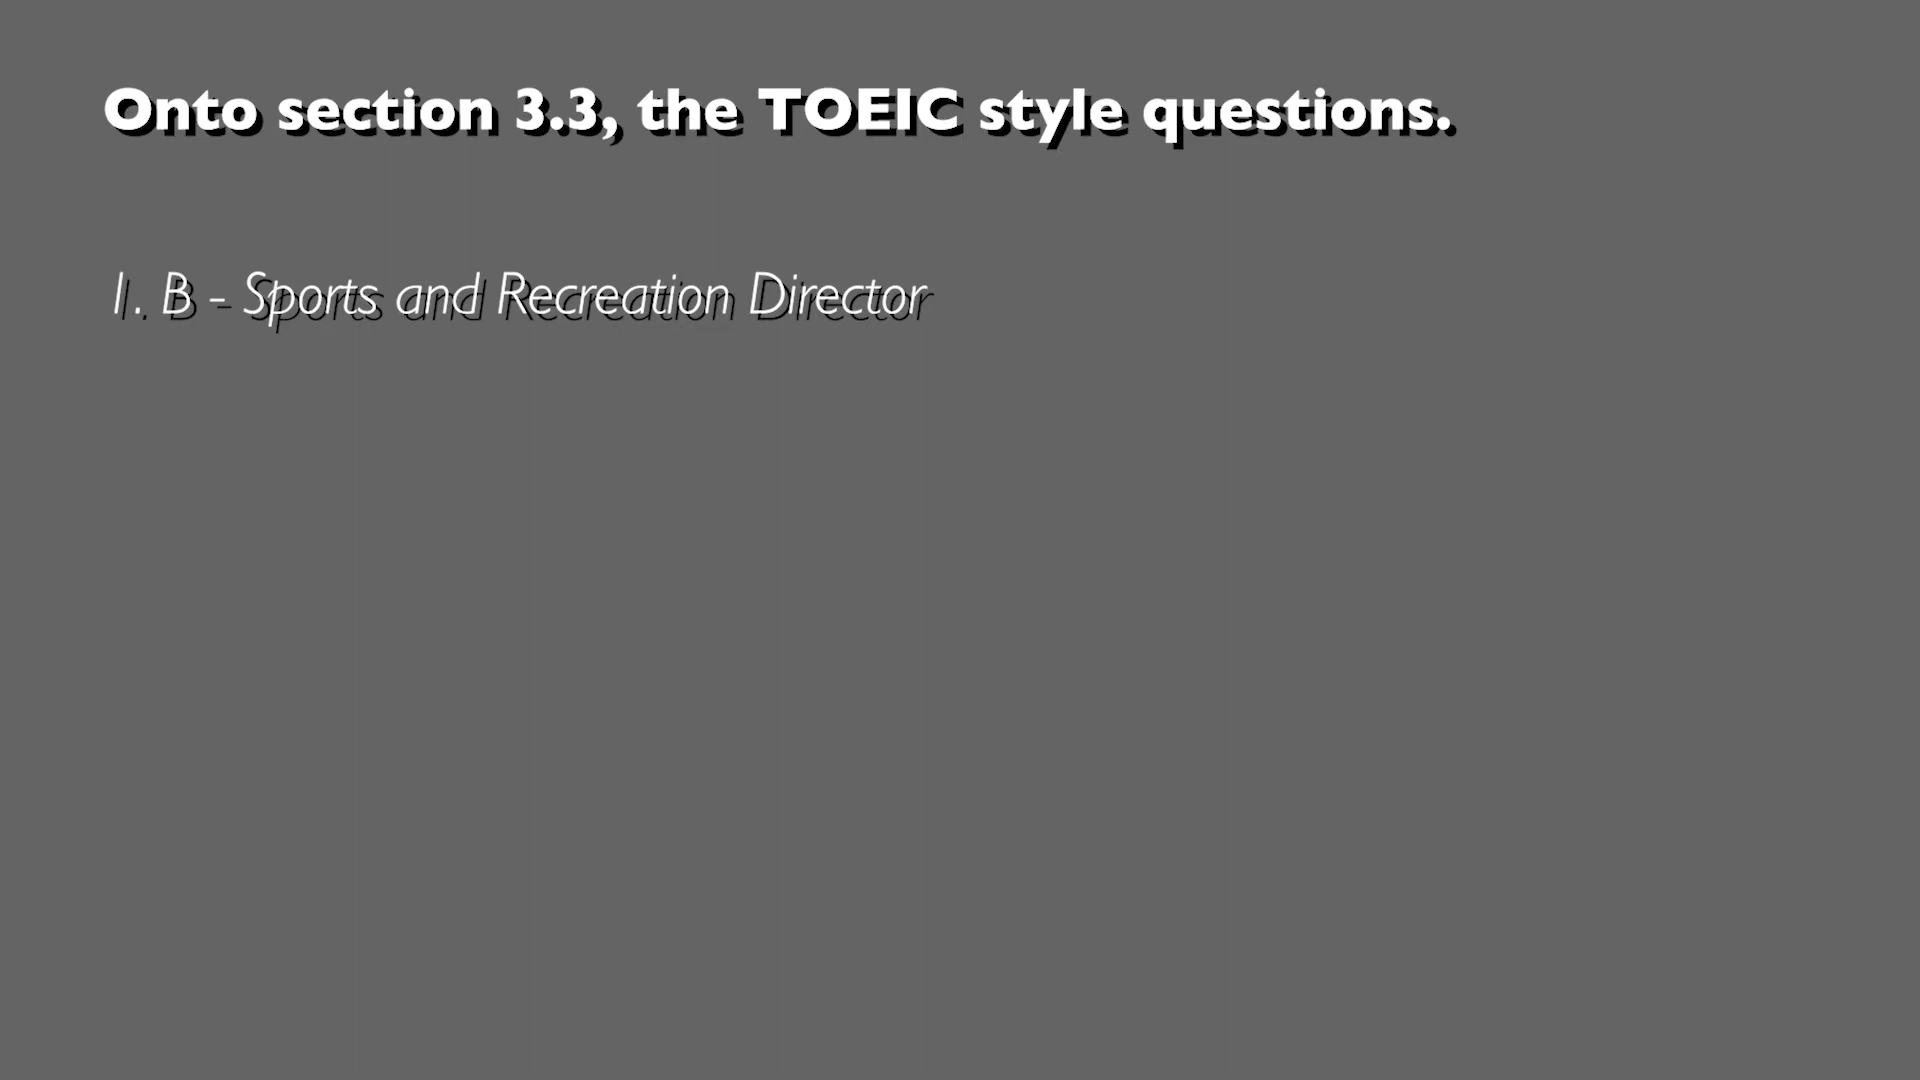 Onto section 3.3, the TOEIC style questions.
1. B - Sports and Recreation Director